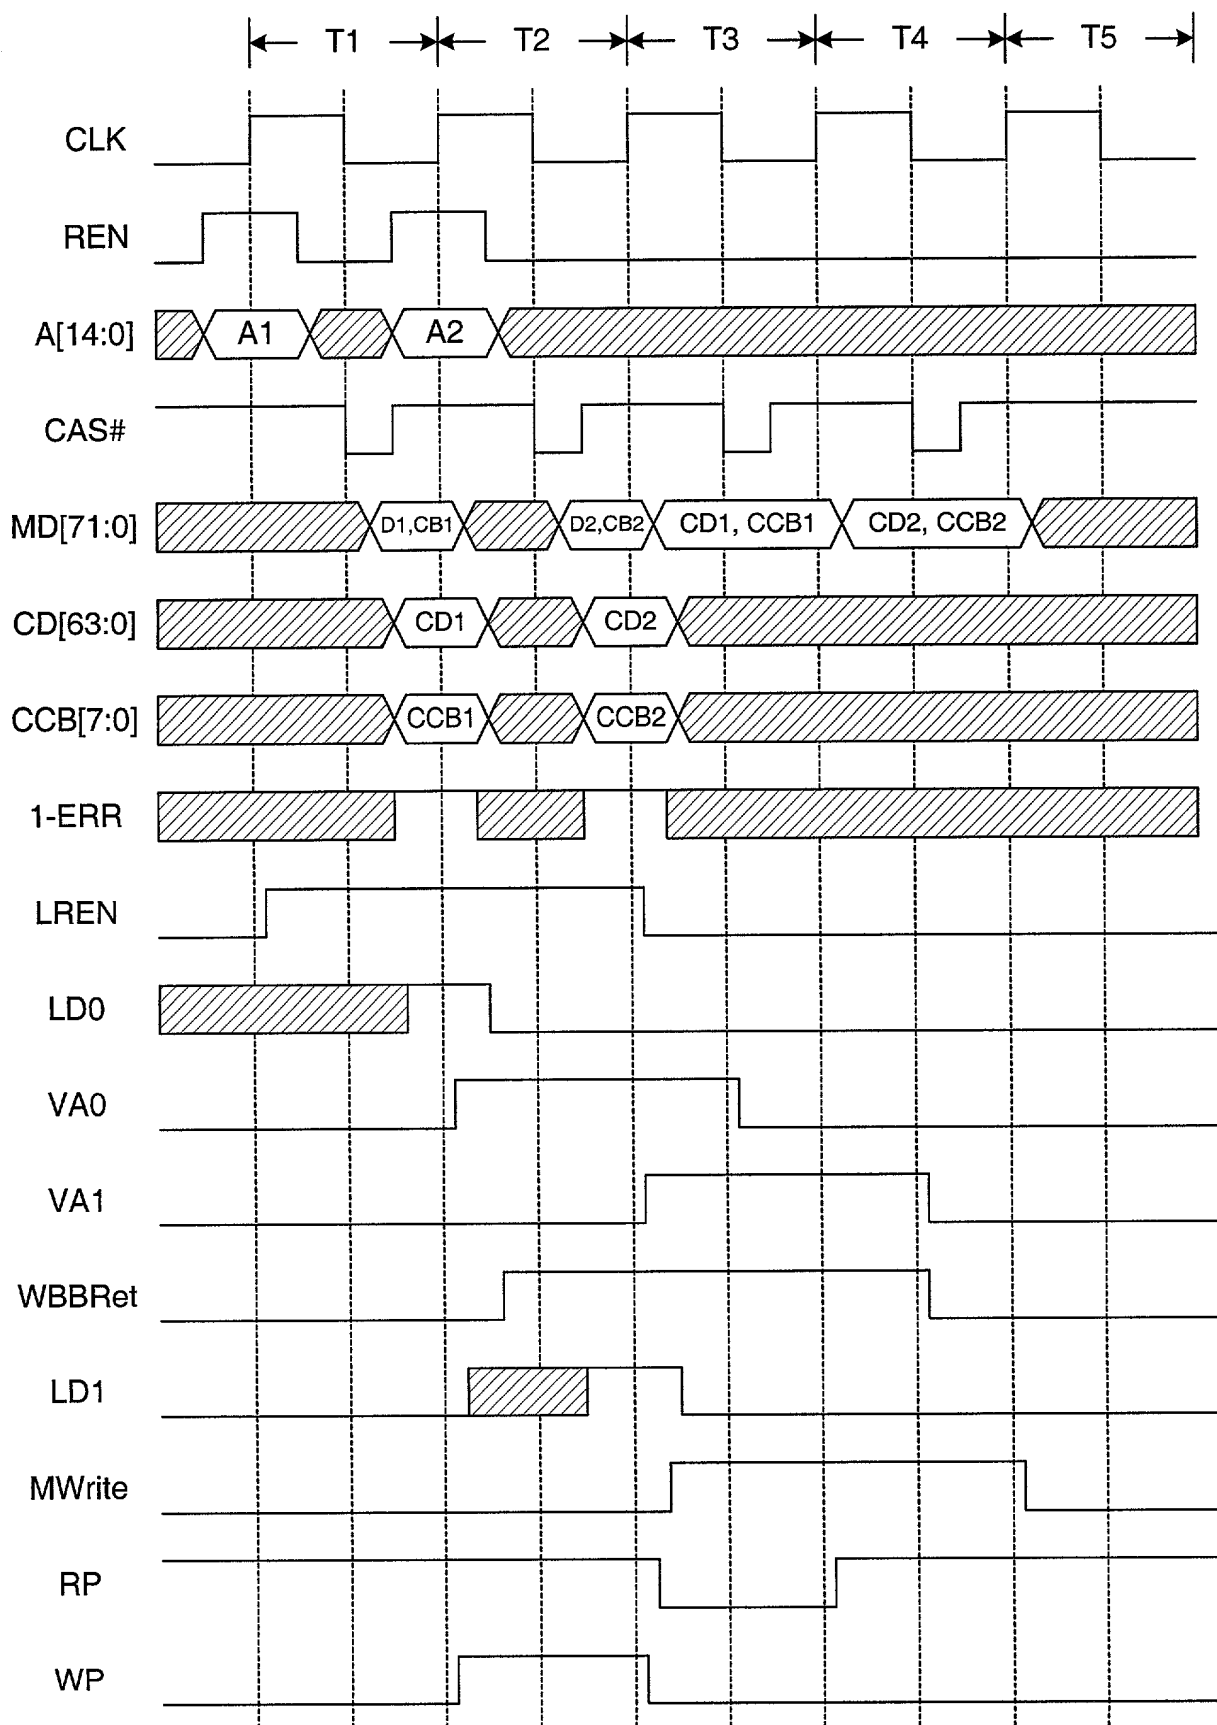 T1 T2 T3 T4 T5
CLK
REN
A[14:0] A1 A2
CAS#
MD[71:0] D1,CB1 D2,CB2 CD1, CCB1 CD2, CCB2
CD[63:0] CD1 CD2
CCB[7:0] CCB1 CCB2
1-ERR
LREN
LD0
VA0
VA1
WBBRet
LD1
MWrite
RP
WP